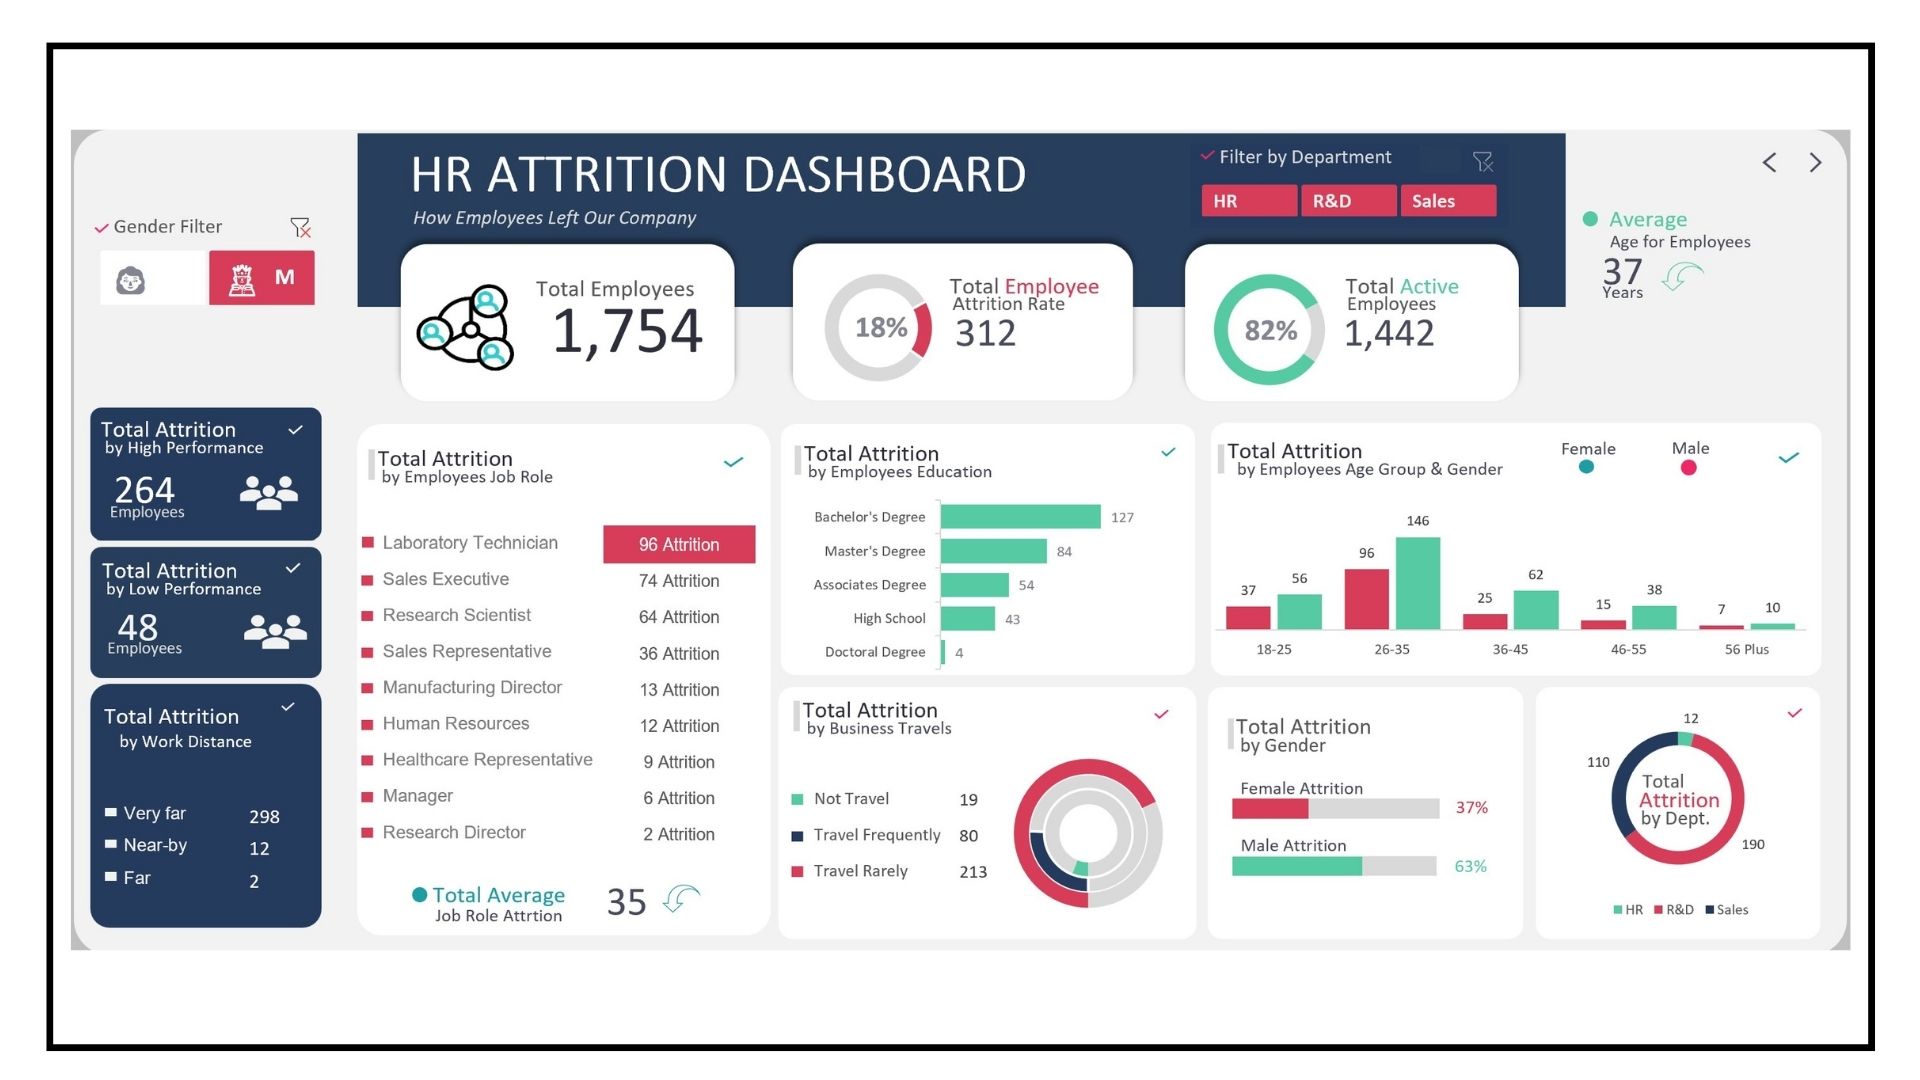 HR ATTRITION DASHBOARD
How Employees Left Our Company
Filter by Department
HR
R&D
Sales
Gender Filter
M
Average
Age for Employees
37
Years
Total Employees
1,754
18%
Total Employee
Attrition Rate
312
82%
Total Active
Employees
1,442
Total Attrition
by High Performance
264
Employees
Total Attrition
by Low Performance
48
Employees
Total Attrition
by Work Distance
Very far 298
Near-by 12
Far 2
Total Attrition
by Employees Job Role
Laboratory Technician 96 Attrition
Sales Executive 74 Attrition
Research Scientist 64 Attrition
Sales Representative 36 Attrition
Manufacturing Director 13 Attrition
Human Resources 12 Attrition
Healthcare Representative 9 Attrition
Manager 6 Attrition
Research Director 2 Attrition
Total Average
Job Role Attrtion
35
Total Attrition
by Employees Education
Bachelor's Degree 127
Master's Degree 84
Associates Degree 54
High School 43
Doctoral Degree 4
Total Attrition
by Business Travels
Not Travel 19
Travel Frequently 80
Travel Rarely 213
Total Attrition
by Employees Age Group & Gender
Female Male
37 56 96 146 25 62 15 38 7 10
18-25 26-35 36-45 46-55 56 Plus
Total Attrition
by Gender
Female Attrition
37%
Male Attrition
63%
12
110
Total
Attrition
by Dept.
190
HR R&D Sales